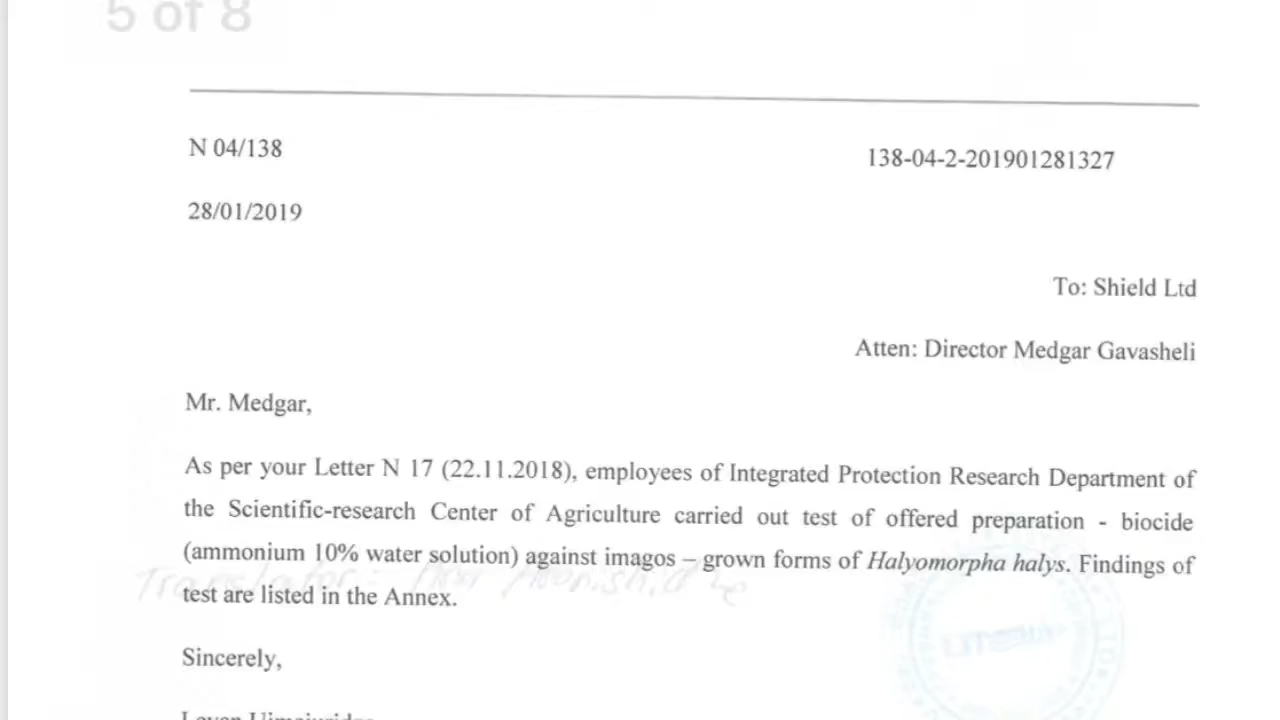 5 of 8
N 04/138
138-04-2-201901281327
28/01/2019
To: Shield Ltd
Atten: Director Medgar Gavasheli
Mr. Medgar,
As per your Letter N 17 (22.11.2018), employees of Integrated Protection Research Department of
the Scientific-research Center of Agriculture carried out test of offered preparation - biocide
(ammonium 10% water solution) against imagos – grown forms of Halyomorpha halys. Findings of
Translator:
test are listed in the Annex.
Sincerely,
Levan